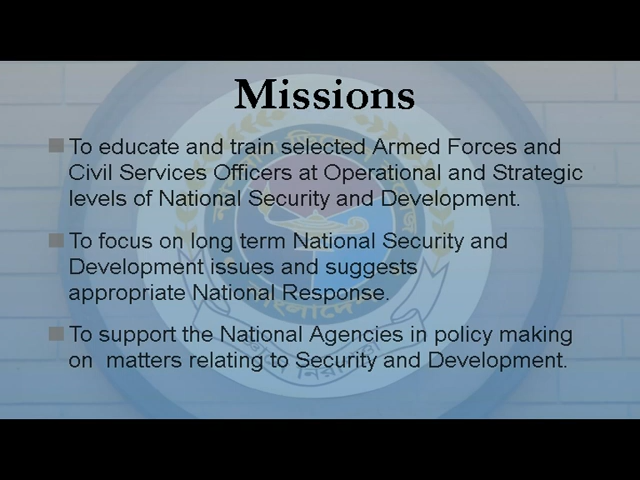 Missions
To educate and train selected Armed Forces and
Civil Services Officers at Operational and Strategic
levels of National Security and Development.
To focus on long term National Security and
Development issues and suggests
appropriate National Response.
To support the National Agencies in policy making
on matters relating to Security and Development.